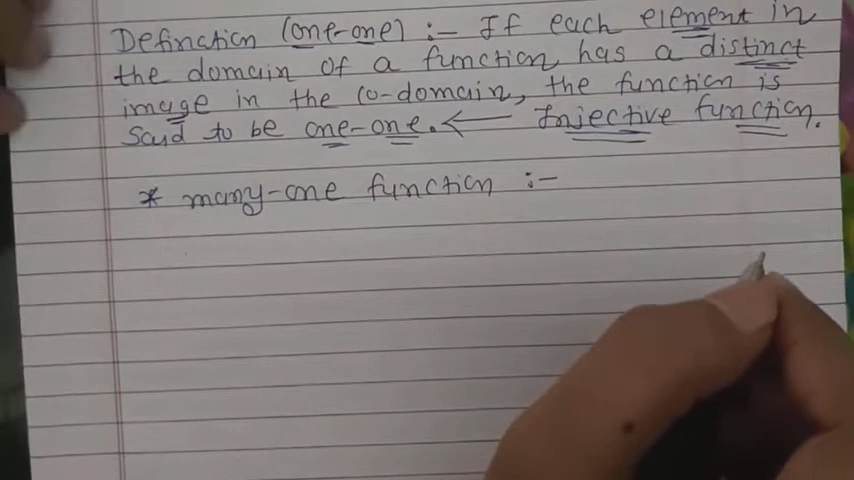 Defination (one-one) :- If each element in
the domain of a function has a distinct
image in the co-domain, the function is
said to be one-one. ← Injective function.
* many-one function :-